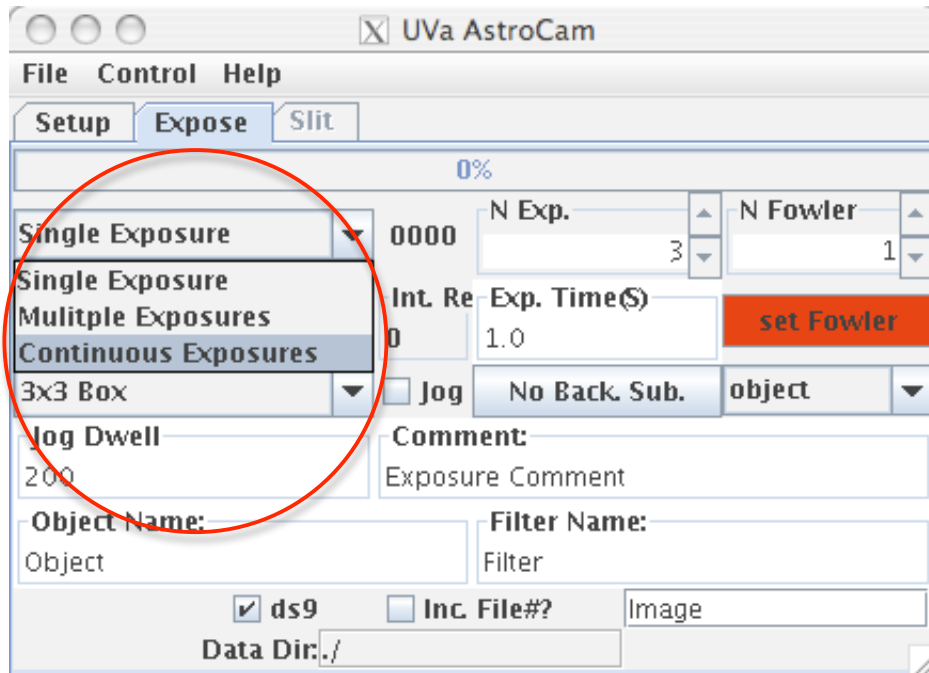 X UVa AstroCam
File Control Help
Setup Expose Slit
0%
Single Exposure 0000 N Exp. 3 N Fowler 1
Single Exposure
Mulitple Exposures
Continuous Exposures
Int. Re 0 Exp. Time(S) 1.0 set Fowler
3x3 Box Jog No Back. Sub. object
Jog Dwell Comment:
200 Exposure Comment
Object Name: Filter Name:
Object Filter
ds9 Inc. File#? Image
Data Dir: ./